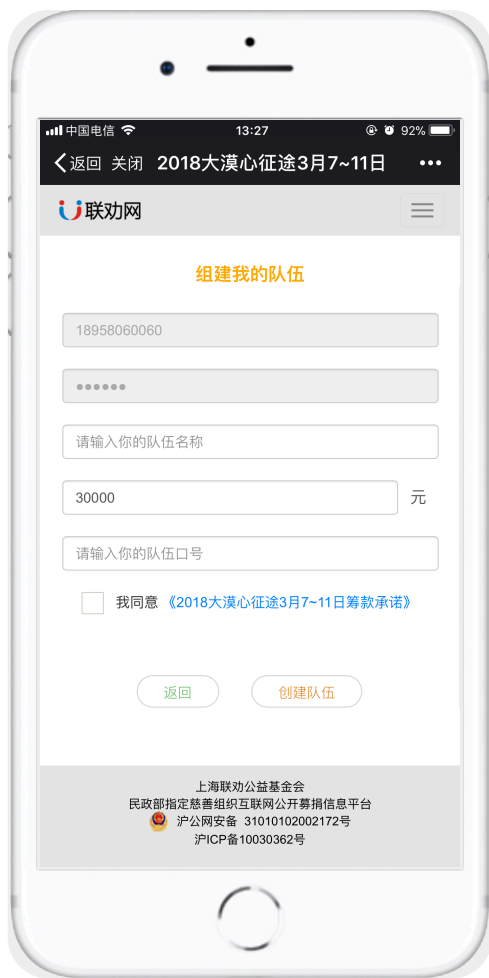 中国电信 13:27 92%
返回 关闭 2018大漠心征途3月7~11日 •••
联劝网
组建我的队伍
18958060060
••••••
请输入你的队伍名称
30000 元
请输入你的队伍口号
我同意 《2018大漠心征途3月7~11日筹款承诺》
返回 创建队伍
上海联劝公益基金会
民政部指定慈善组织互联网公开募捐信息平台
沪公网安备 31010102002172号
沪ICP备10030362号